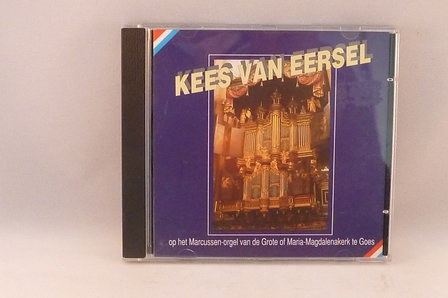 KEES VAN EERSEL
op het Marcussen-orgel van de Grote of Maria-Magdalenakerk te Goes